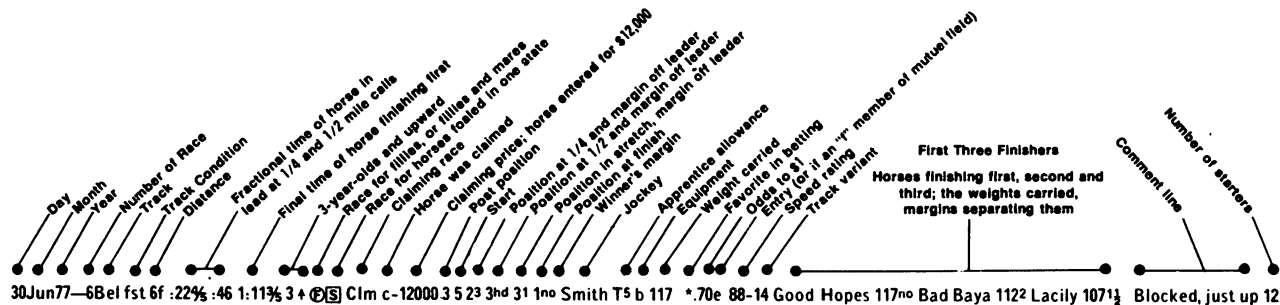 Day
Month
Year
Number of Race
Track
Track Condition
Distance
Fractional time of horse in
lead at 1/4 and 1/2 mile calls
Final time of horse finishing first
3-year-olds and upward
Race for fillies, or fillies and mares
Race for horses foaled in one state
Claiming race
Horse was claimed
Claiming price; horse entered for $12,000
Post position
Start
Position at 1/4 and margin off leader
Position at 1/2 and margin off leader
Position in stretch, margin off leader
Position at finish
Winner's margin
Jockey
Apprentice allowance
Equipment
Weight carried
Favorite in betting
Odds to $1
Entry (or if an "f" member of mutuel field)
Speed rating
Track variant
First Three Finishers
Horses finishing first, second and
third; the weights carried,
margins separating them
Comment line
Number of starters
30Jun77—6Bel fst 6f :22⅘ :46 1:11⅗ 3↑ⒻⓈ Clm c-12000 3 5 2³ 3ʰᵈ 3¹ 1ⁿᵒ Smith T⁵ b 117 *.70e 88-14 Good Hopes 117ⁿᵒ Bad Baya 112² Lacily 107¹½ Blocked, just up 12